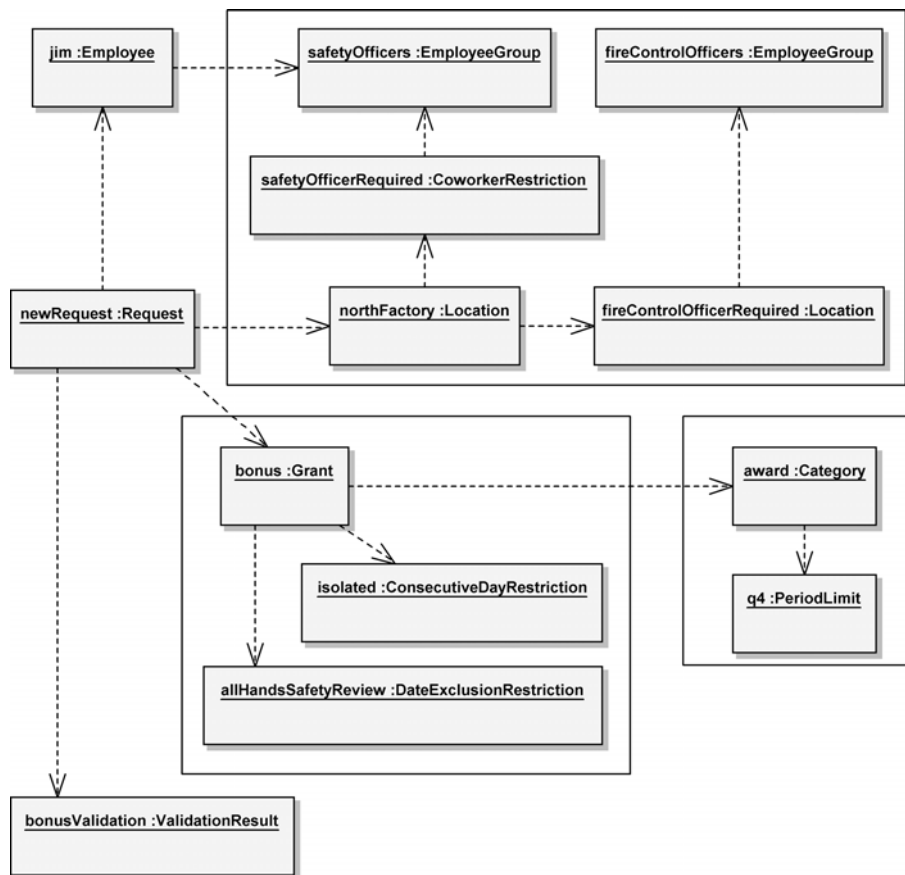 jim :Employee
safetyOfficers :EmployeeGroup
fireControlOfficers :EmployeeGroup
safetyOfficerRequired :CoworkerRestriction
newRequest :Request
northFactory :Location
fireControlOfficerRequired :Location
bonus :Grant
award :Category
isolated :ConsecutiveDayRestriction
q4 :PeriodLimit
allHandsSafetyReview :DateExclusionRestriction
bonusValidation :ValidationResult